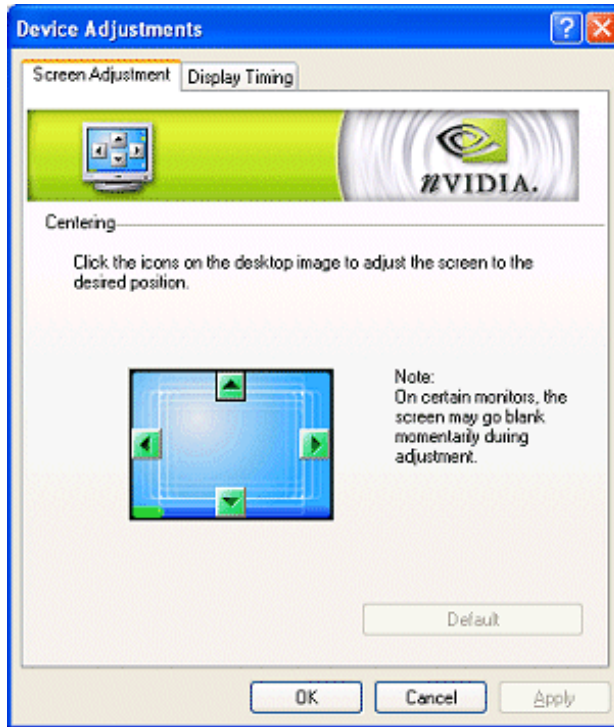 Device Adjustments
Screen Adjustment
Display Timing
nVIDIA.
Centering
Click the icons on the desktop image to adjust the screen to the
desired position.
Note:
On certain monitors, the
screen may go blank
momentarily during
adjustment.
Default
OK
Cancel
Apply